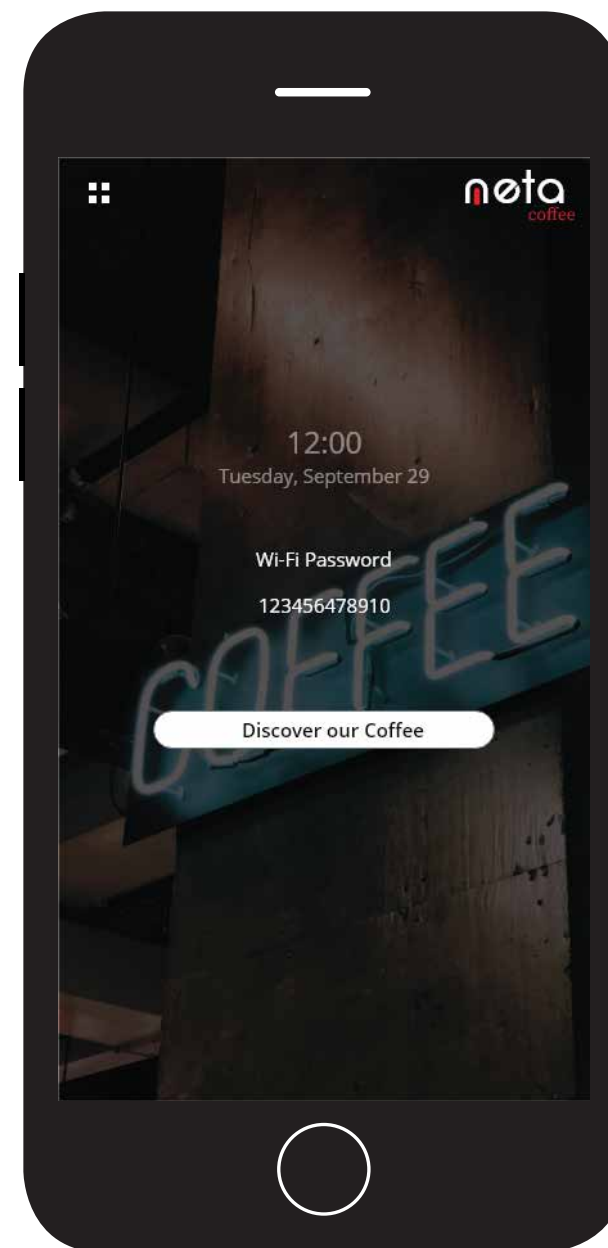 neta
coffee
12:00
Tuesday, September 29
Wi-Fi Password
123456478910
COFFEE
Discover our Coffee